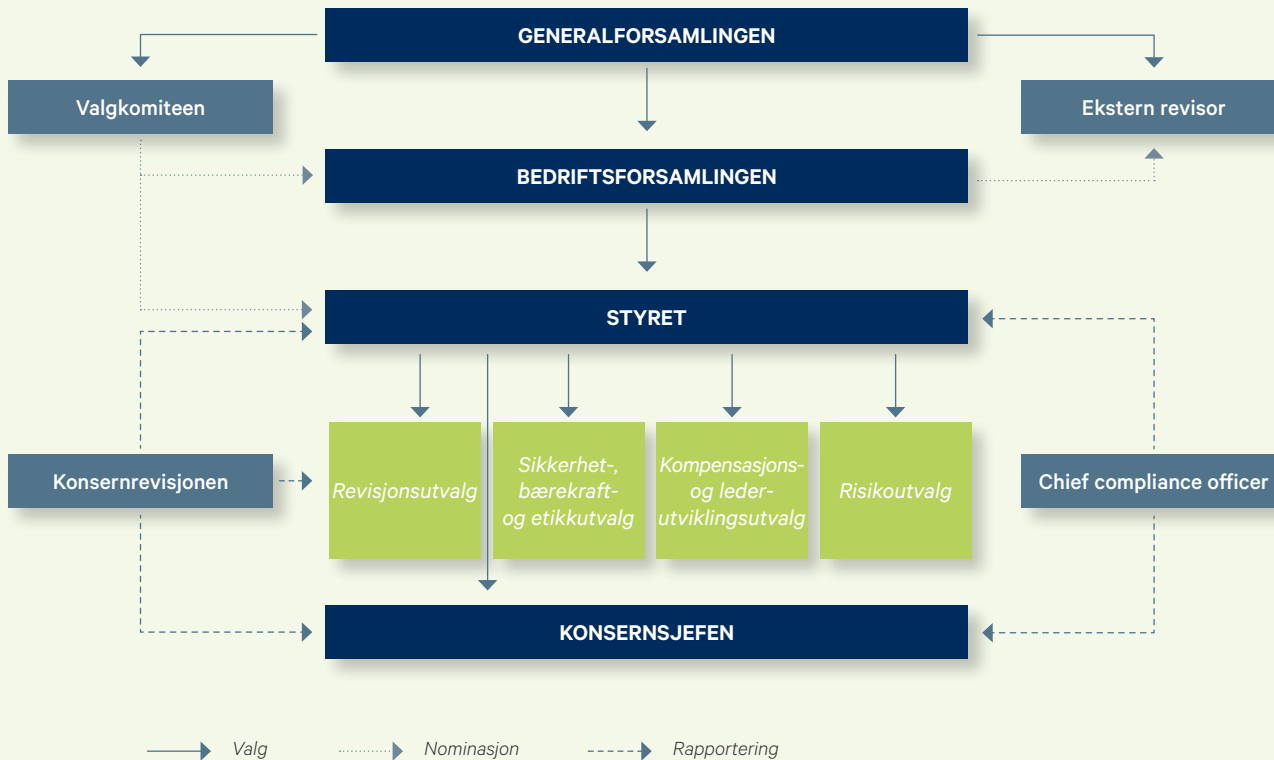 GENERALFORSAMLINGEN
Valgkomiteen
Ekstern revisor
BEDRIFTSFORSAMLINGEN
STYRET
Konsernrevisjonen
Revisjonsutvalg
Sikkerhet-,
bærekraft-
og etikkutvalg
Kompensasjons-
og leder-
utviklingsutvalg
Risikoutvalg
Chief compliance officer
KONSERNSJEFEN
Valg
Nominasjon
Rapportering